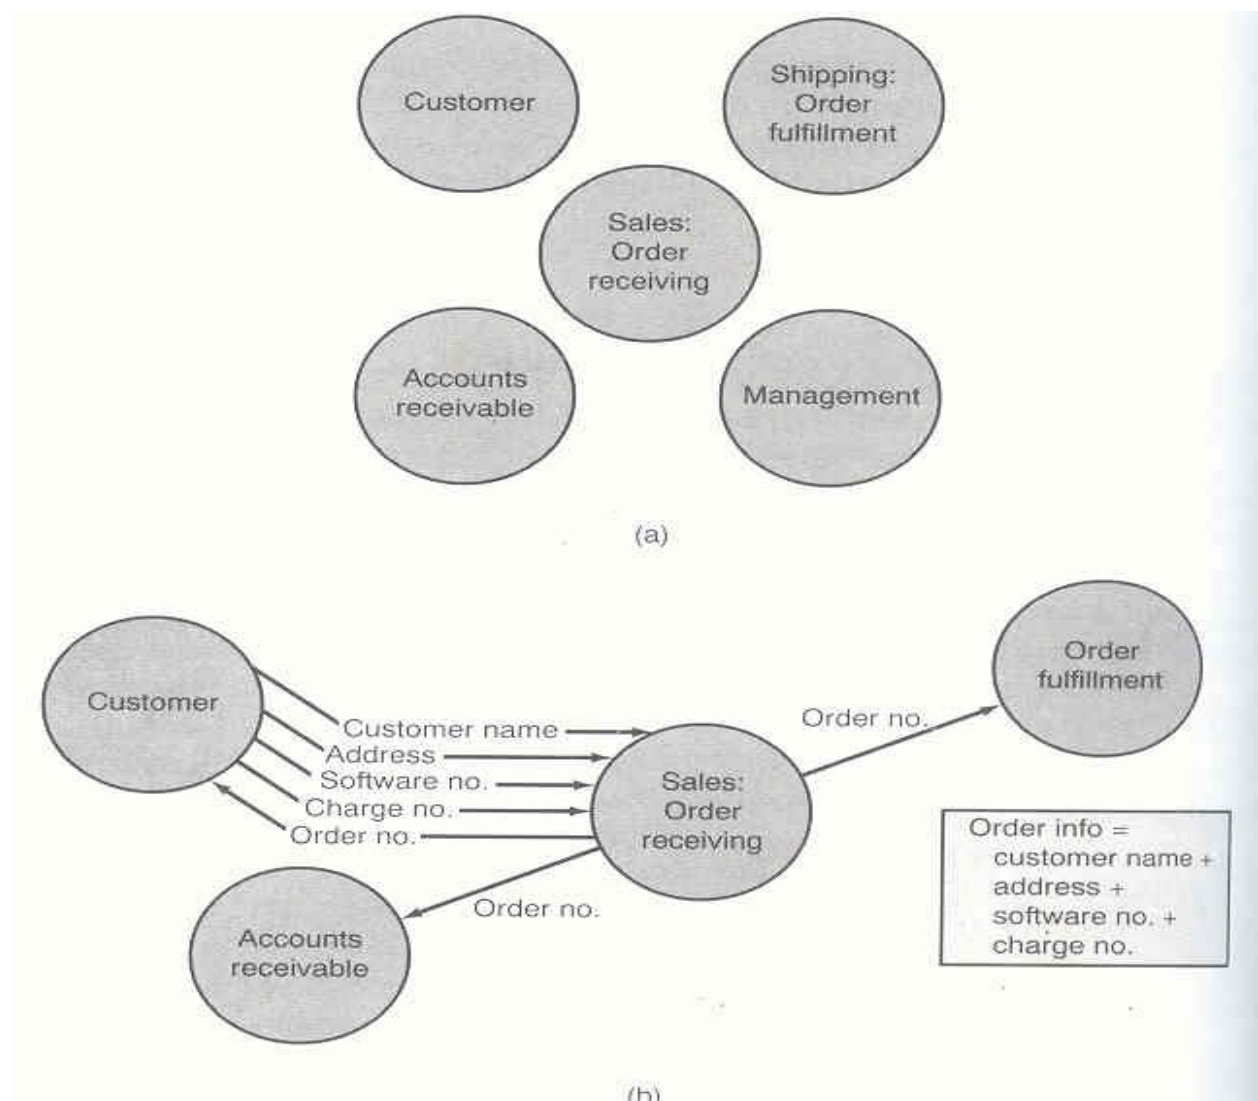 Customer
Shipping:
Order
fulfillment
Sales:
Order
receiving
Accounts
receivable
Management
(a)
Customer
Customer name
Address
Software no.
Charge no.
Order no.
Sales:
Order
receiving
Order no.
Order
fulfillment
Accounts
receivable
Order no.
Order info =
customer name +
address +
software no. +
charge no.
(b)